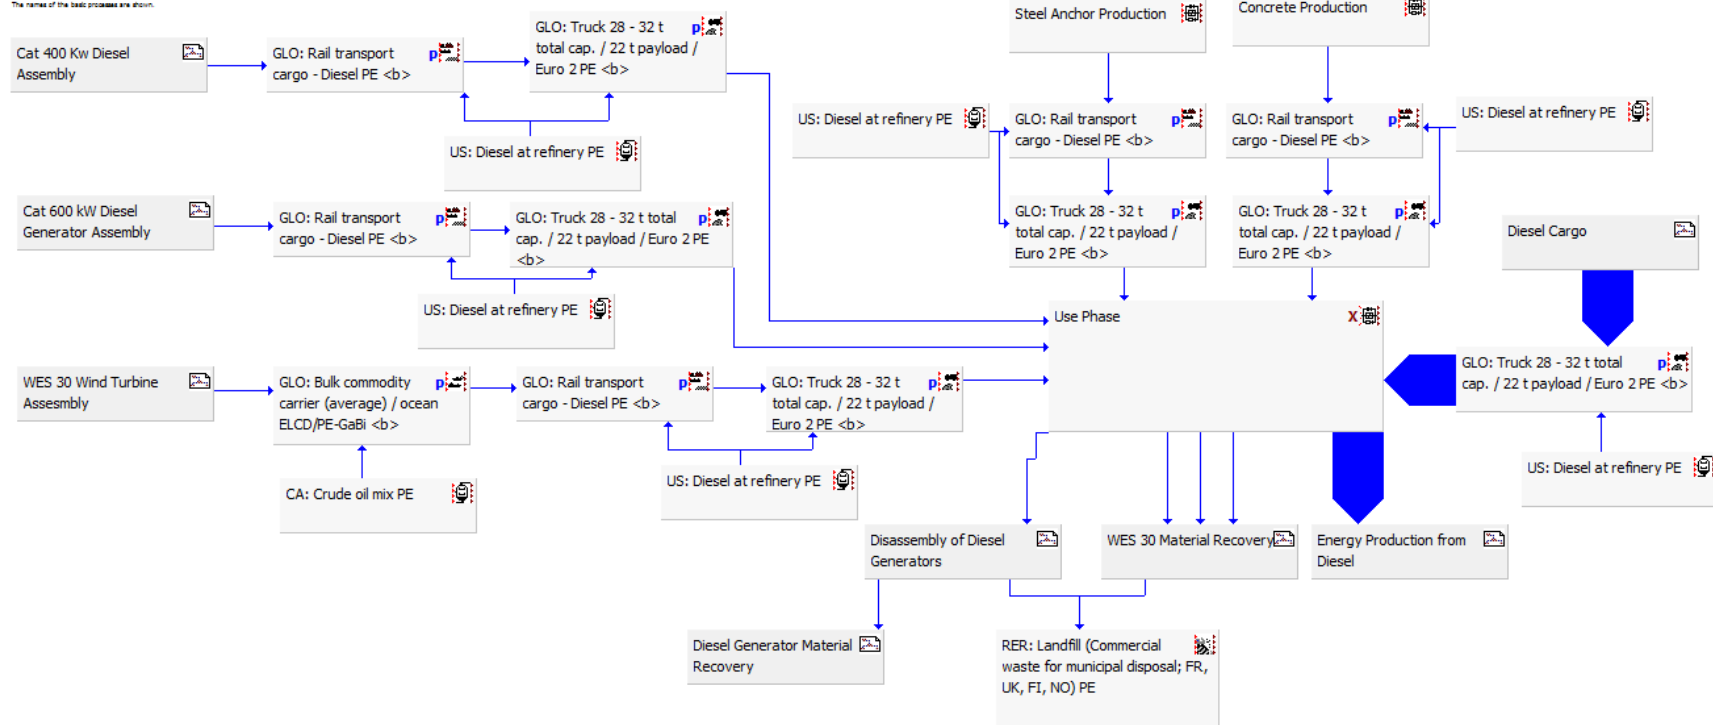 The names of the basic processes are shown.
Cat 400 Kw Diesel
Assembly
GLO: Rail transport
cargo - Diesel PE <b>
p
GLO: Truck 28 - 32 t
total cap. / 22 t payload /
Euro 2 PE <b>
p
US: Diesel at refinery PE
Cat 600 kW Diesel
Generator Assembly
GLO: Rail transport
cargo - Diesel PE <b>
p
GLO: Truck 28 - 32 t total
cap. / 22 t payload / Euro 2 PE
<b>
p
US: Diesel at refinery PE
WES 30 Wind Turbine
Assesmbly
GLO: Bulk commodity
carrier (average) / ocean
ELCD/PE-GaBi <b>
p
GLO: Rail transport
cargo - Diesel PE <b>
p
GLO: Truck 28 - 32 t
total cap. / 22 t payload /
Euro 2 PE <b>
p
CA: Crude oil mix PE
US: Diesel at refinery PE
Steel Anchor Production
Concrete Production
US: Diesel at refinery PE
GLO: Rail transport
cargo - Diesel PE <b>
p
GLO: Rail transport
cargo - Diesel PE <b>
p
US: Diesel at refinery PE
GLO: Truck 28 - 32 t
total cap. / 22 t payload /
Euro 2 PE <b>
p
GLO: Truck 28 - 32 t
total cap. / 22 t payload /
Euro 2 PE <b>
p
Diesel Cargo
Use Phase
X
GLO: Truck 28 - 32 t total
cap. / 22 t payload / Euro 2 PE <b>
p
US: Diesel at refinery PE
Disassembly of Diesel
Generators
WES 30 Material Recovery
Energy Production from
Diesel
Diesel Generator Material
Recovery
RER: Landfill (Commercial
waste for municipal disposal; FR,
UK, FI, NO) PE